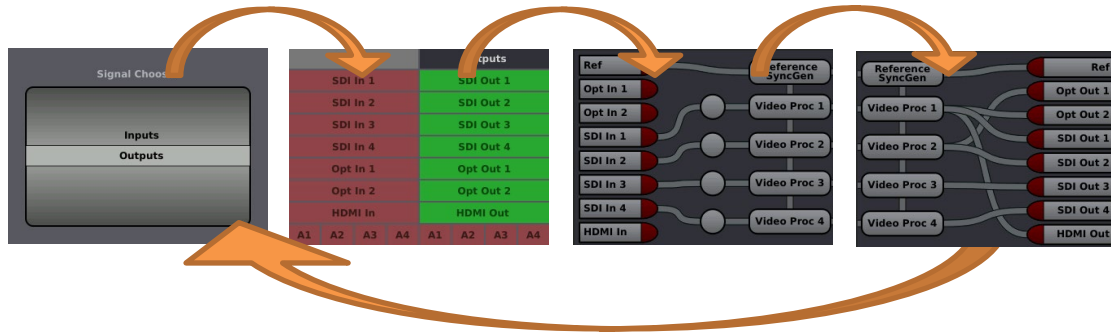 Signal Choos
Inputs
Outputs
tputs
SDI In 1
SDI Out 1
SDI In 2
SDI Out 2
SDI In 3
SDI Out 3
SDI In 4
SDI Out 4
Opt In 1
Opt Out 1
Opt In 2
Opt Out 2
HDMI In
HDMI Out
A1 A2 A3 A4 A1 A2 A3 A4
Ref
Opt In 1
Opt In 2
SDI In 1
SDI In 2
SDI In 3
SDI In 4
HDMI In
Reference
SyncGen
Video Proc 1
Video Proc 2
Video Proc 3
Video Proc 4
Reference
SyncGen
Video Proc 1
Video Proc 2
Video Proc 3
Video Proc 4
Ref
Opt Out 1
Opt Out 2
SDI Out 1
SDI Out 2
SDI Out 3
SDI Out 4
HDMI Out